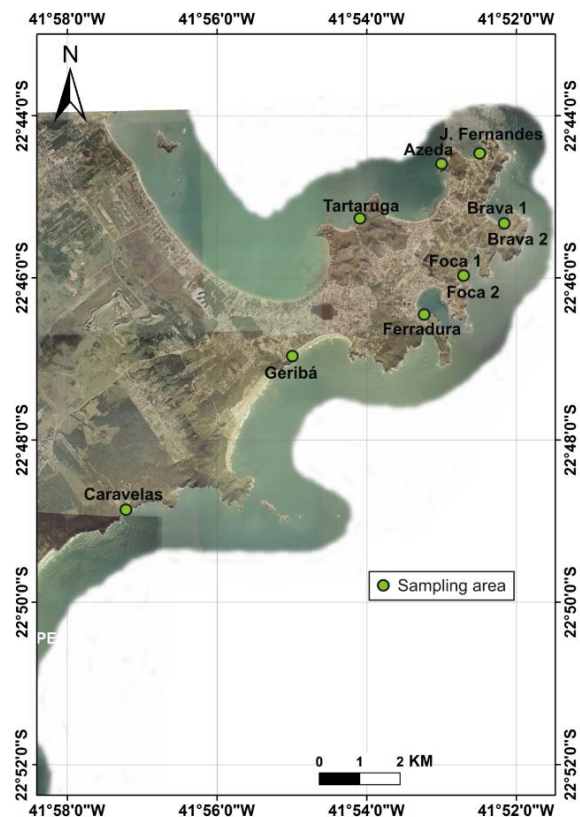 41°58'0"W 41°56'0"W 41°54'0"W 41°52'0"W
N
22°44'0"S
22°44'0"S
J. Fernandes
Azeda
Tartaruga
Brava 1
Brava 2
22°46'0"S
22°46'0"S
Foca 1
Foca 2
Ferradura
Geribá
22°48'0"S
22°48'0"S
Caravelas
Sampling area
22°50'0"S
22°50'0"S
PE
0 1 2 KM
22°52'0"S
22°52'0"S
41°58'0"W 41°56'0"W 41°54'0"W 41°52'0"W